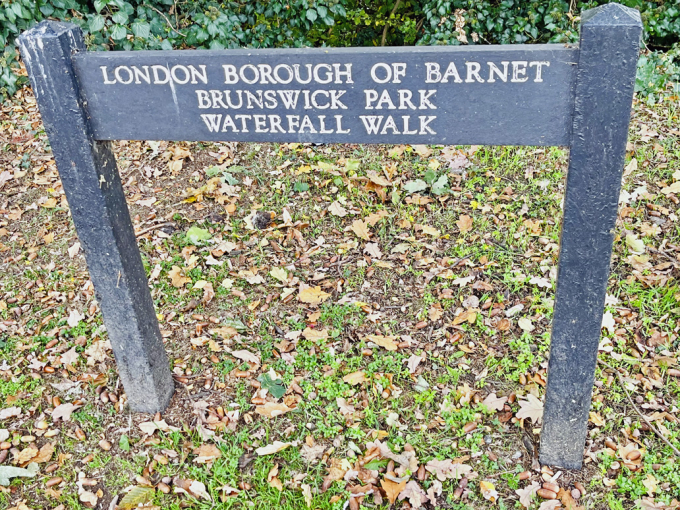 LONDON BOROUGH OF BARNET
BRUNSWICK PARK
WATERFALL WALK